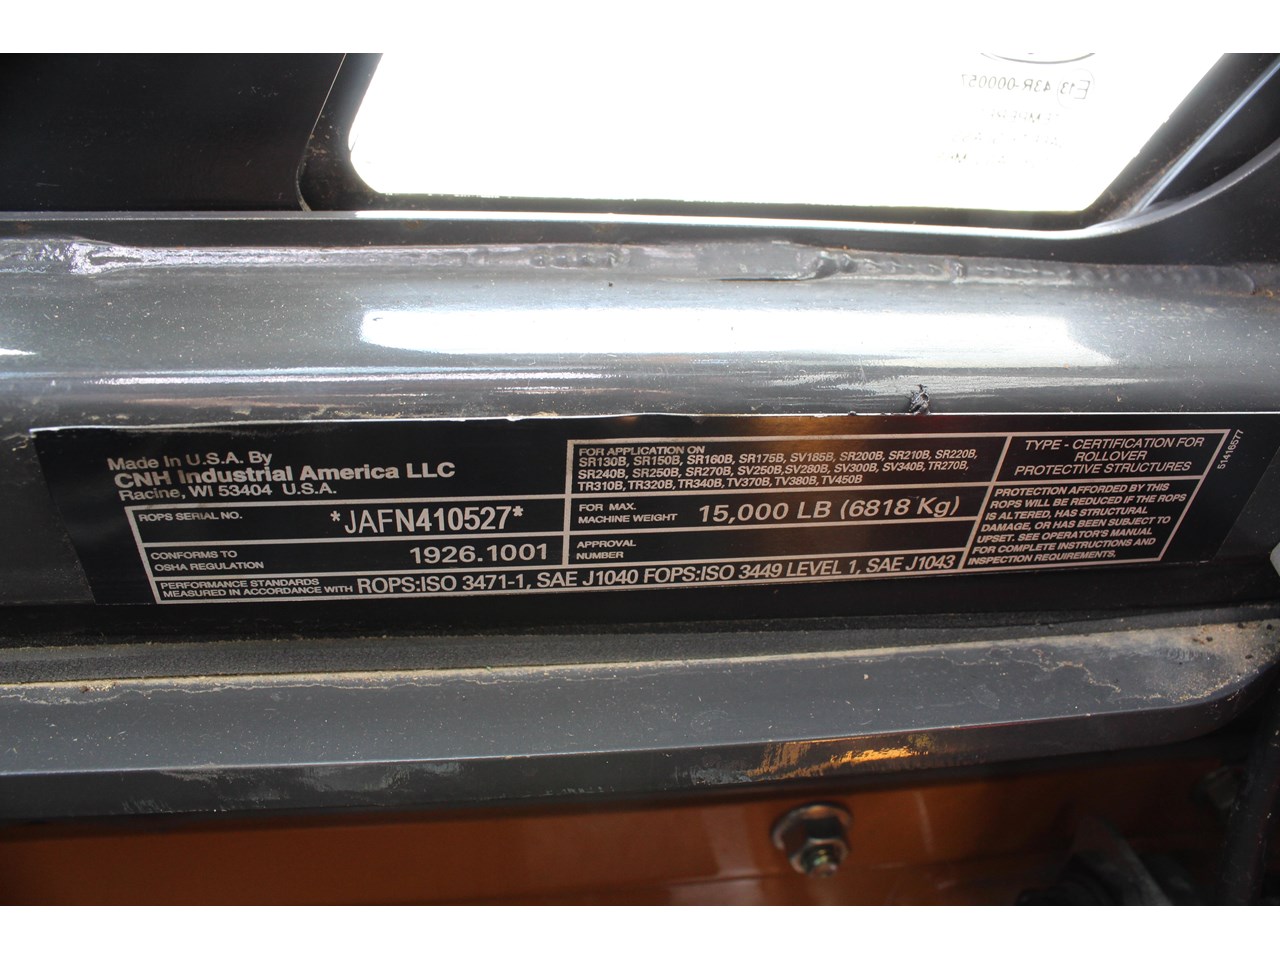 E13 43R-000057
Made In U.S.A. By
CNH Industrial America LLC
Racine, WI 53404 U.S.A.
ROPS SERIAL NO.
*JAFN410527*
CONFORMS TO
OSHA REGULATION
1926.1001
PERFORMANCE STANDARDS
MEASURED IN ACCORDANCE WITH
ROPS:ISO 3471-1, SAE J1040 FOPS:ISO 3449 LEVEL 1, SAE J1043
FOR APPLICATION ON
SR130B, SR150B, SR160B, SR175B, SV185B, SR200B, SR210B, SR220B,
SR240B, SR250B, SR270B, SV250B,SV280B, SV300B, SV340B, TR270B,
TR310B, TR320B, TR340B, TV370B, TV380B, TV450B
FOR MAX.
MACHINE WEIGHT
15,000 LB (6818 Kg)
APPROVAL
NUMBER
TYPE - CERTIFICATION FOR
ROLLOVER
PROTECTIVE STRUCTURES
PROTECTION AFFORDED BY THIS
ROPS WILL BE REDUCED IF THE ROPS
IS ALTERED, HAS STRUCTURAL
DAMAGE, OR HAS BEEN SUBJECT TO
UPSET. SEE OPERATOR'S MANUAL
FOR COMPLETE INSTRUCTIONS AND
INSPECTION REQUIREMENTS.
51416577